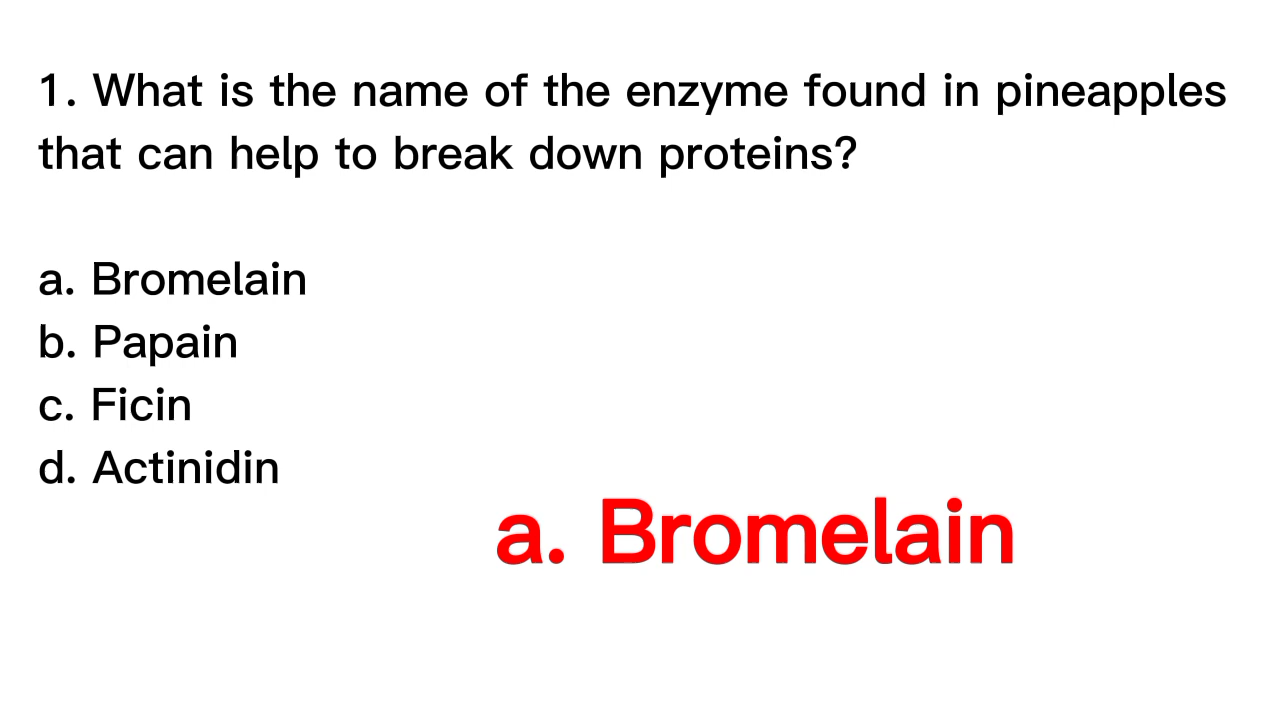 1. What is the name of the enzyme found in pineapples
that can help to break down proteins?
a. Bromelain
b. Papain
c. Ficin
d. Actinidin
a. Bromelain